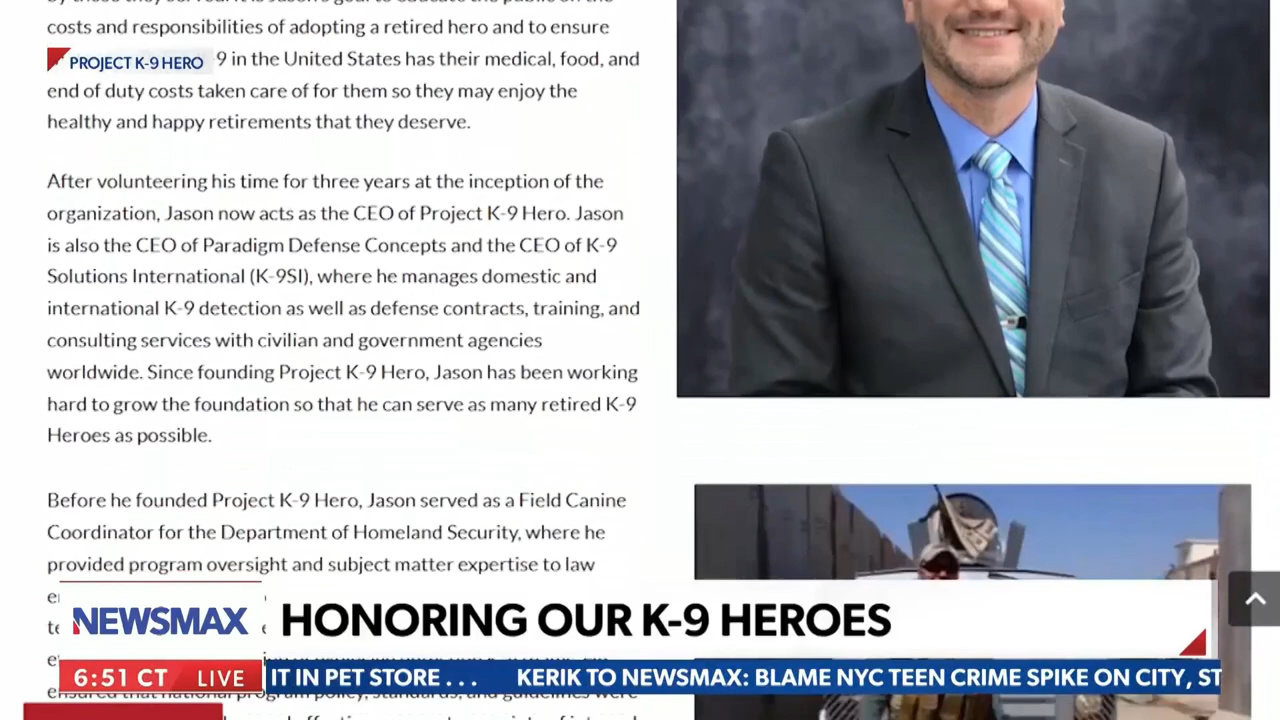 costs and responsibilities of adopting a retired hero and to ensure
PROJECT K-9 HERO
9 in the United States has their medical, food, and
end of duty costs taken care of for them so they may enjoy the
healthy and happy retirements that they deserve.
After volunteering his time for three years at the inception of the
organization, Jason now acts as the CEO of Project K-9 Hero. Jason
is also the CEO of Paradigm Defense Concepts and the CEO of K-9
Solutions International (K-9SI), where he manages domestic and
international K-9 detection as well as defense contracts, training, and
consulting services with civilian and government agencies
worldwide. Since founding Project K-9 Hero, Jason has been working
hard to grow the foundation so that he can serve as many retired K-9
Heroes as possible.
Before he founded Project K-9 Hero, Jason served as a Field Canine
Coordinator for the Department of Homeland Security, where he
provided program oversight and subject matter expertise to law
NEWSMAX
HONORING OUR K-9 HEROES
6:51 CT LIVE
IT IN PET STORE . . . KERIK TO NEWSMAX: BLAME NYC TEEN CRIME SPIKE ON CITY, ST